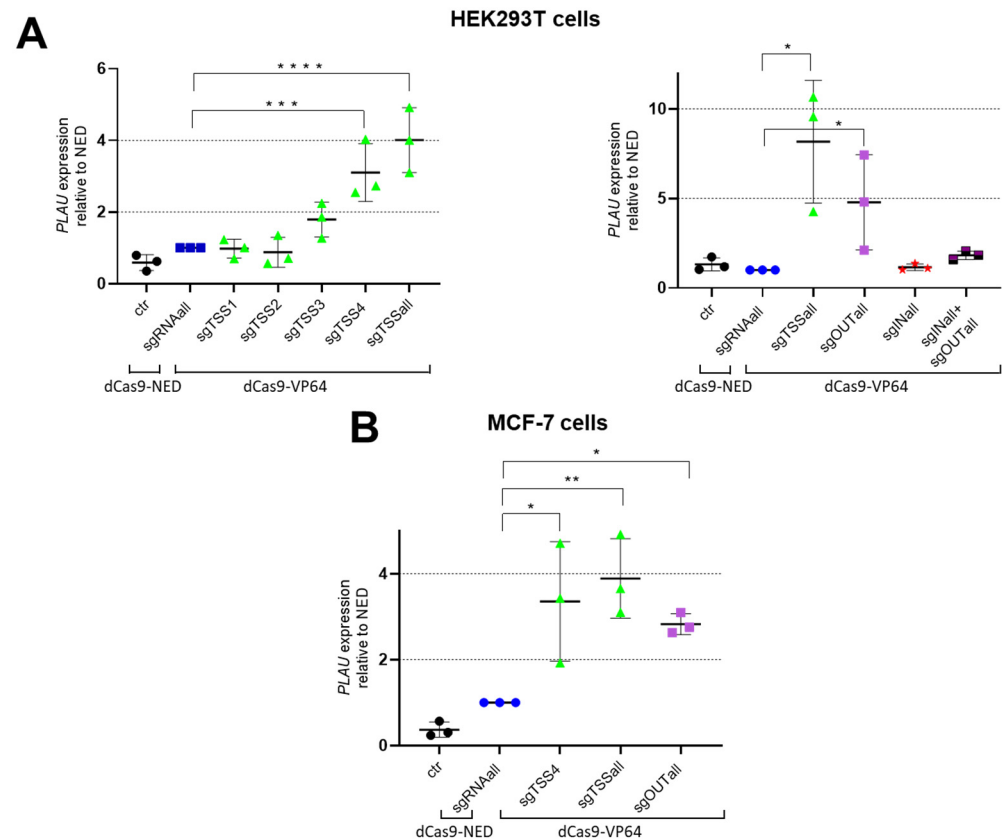 HEK293T cells
A
* * * *
* * *
6
4
2
0
PLAU expression
relative to NED
ctr
sgRNAall
sgTSS1
sgTSS2
sgTSS3
sgTSS4
sgTSSall
dCas9-NED
dCas9-VP64
*
*
10
5
0
PLAU expression
relative to NED
ctr
sgRNAall
sgTSSall
sgOUTall
sgINall
sgINall+
sgOUTall
dCas9-NED
dCas9-VP64
B
MCF-7 cells
*
**
*
4
2
0
PLAU expression
relative to NED
ctr
sgRNAall
sgTSS4
sgTSSall
sgOUTall
dCas9-NED
dCas9-VP64